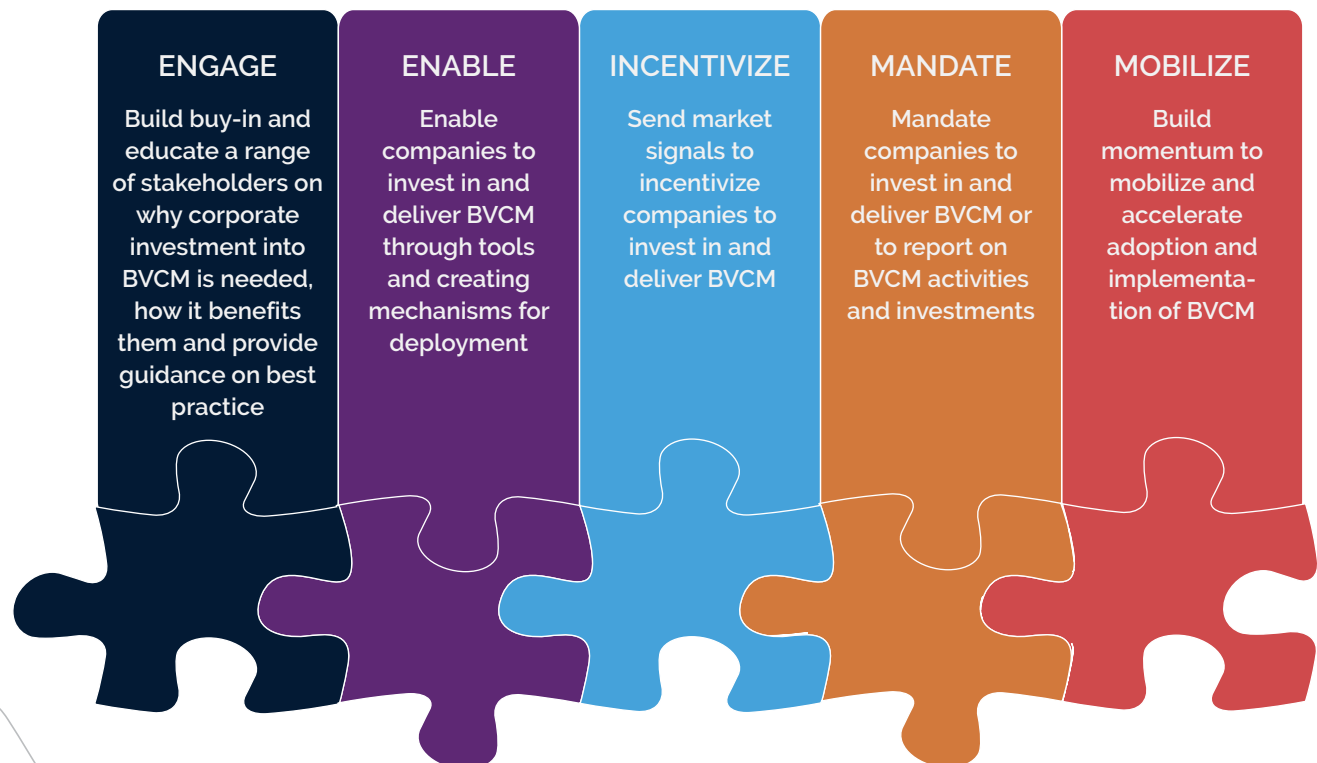 ENGAGE
Build buy-in and
educate a range
of stakeholders on
why corporate
investment into
BVCM is needed,
how it benefits
them and provide
guidance on best
practice
ENABLE
Enable
companies to
invest in and
deliver BVCM
through tools
and creating
mechanisms for
deployment
INCENTIVIZE
Send market
signals to
incentivize
companies to
invest in and
deliver BVCM
MANDATE
Mandate
companies to
invest in and
deliver BVCM or
to report on
BVCM activities
and investments
MOBILIZE
Build
momentum to
mobilize and
accelerate
adoption and
implementa-
tion of BVCM